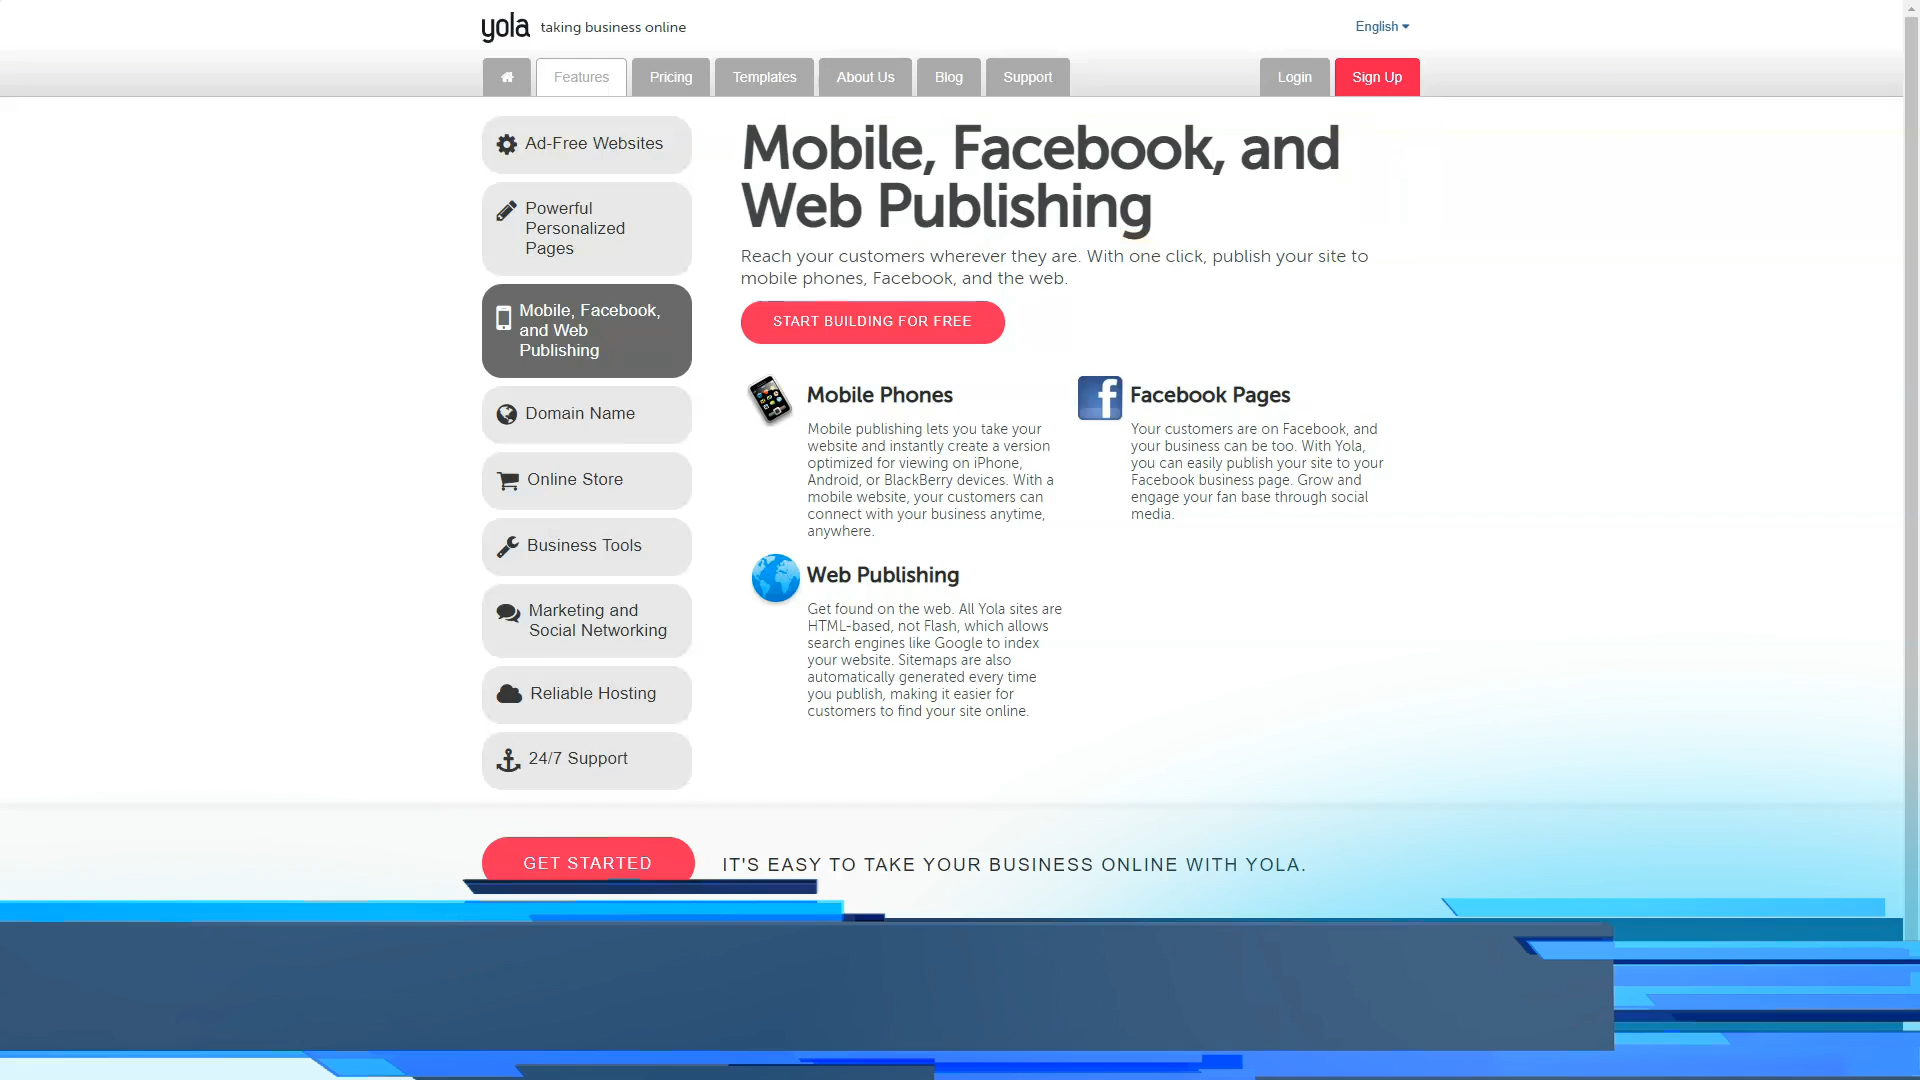 yola taking business online
English
Features
Pricing
Templates
About Us
Blog
Support
Login
Sign Up
Ad-Free Websites
Powerful
Personalized
Pages
Mobile, Facebook,
and Web
Publishing
Domain Name
Online Store
Business Tools
Marketing and
Social Networking
Reliable Hosting
24/7 Support
Mobile, Facebook, and
Web Publishing
Reach your customers wherever they are. With one click, publish your site to
mobile phones, Facebook, and the web.
START BUILDING FOR FREE
Mobile Phones
Mobile publishing lets you take your
website and instantly create a version
optimized for viewing on iPhone,
Android, or BlackBerry devices. With a
mobile website, your customers can
connect with your business anytime,
anywhere.
Facebook Pages
Your customers are on Facebook, and
your business can be too. With Yola,
you can easily publish your site to your
Facebook business page. Grow and
engage your fan base through social
media.
Web Publishing
Get found on the web. All Yola sites are
HTML-based, not Flash, which allows
search engines like Google to index
your website. Sitemaps are also
automatically generated every time
you publish, making it easier for
customers to find your site online.
GET STARTED
IT'S EASY TO TAKE YOUR BUSINESS ONLINE WITH YOLA.